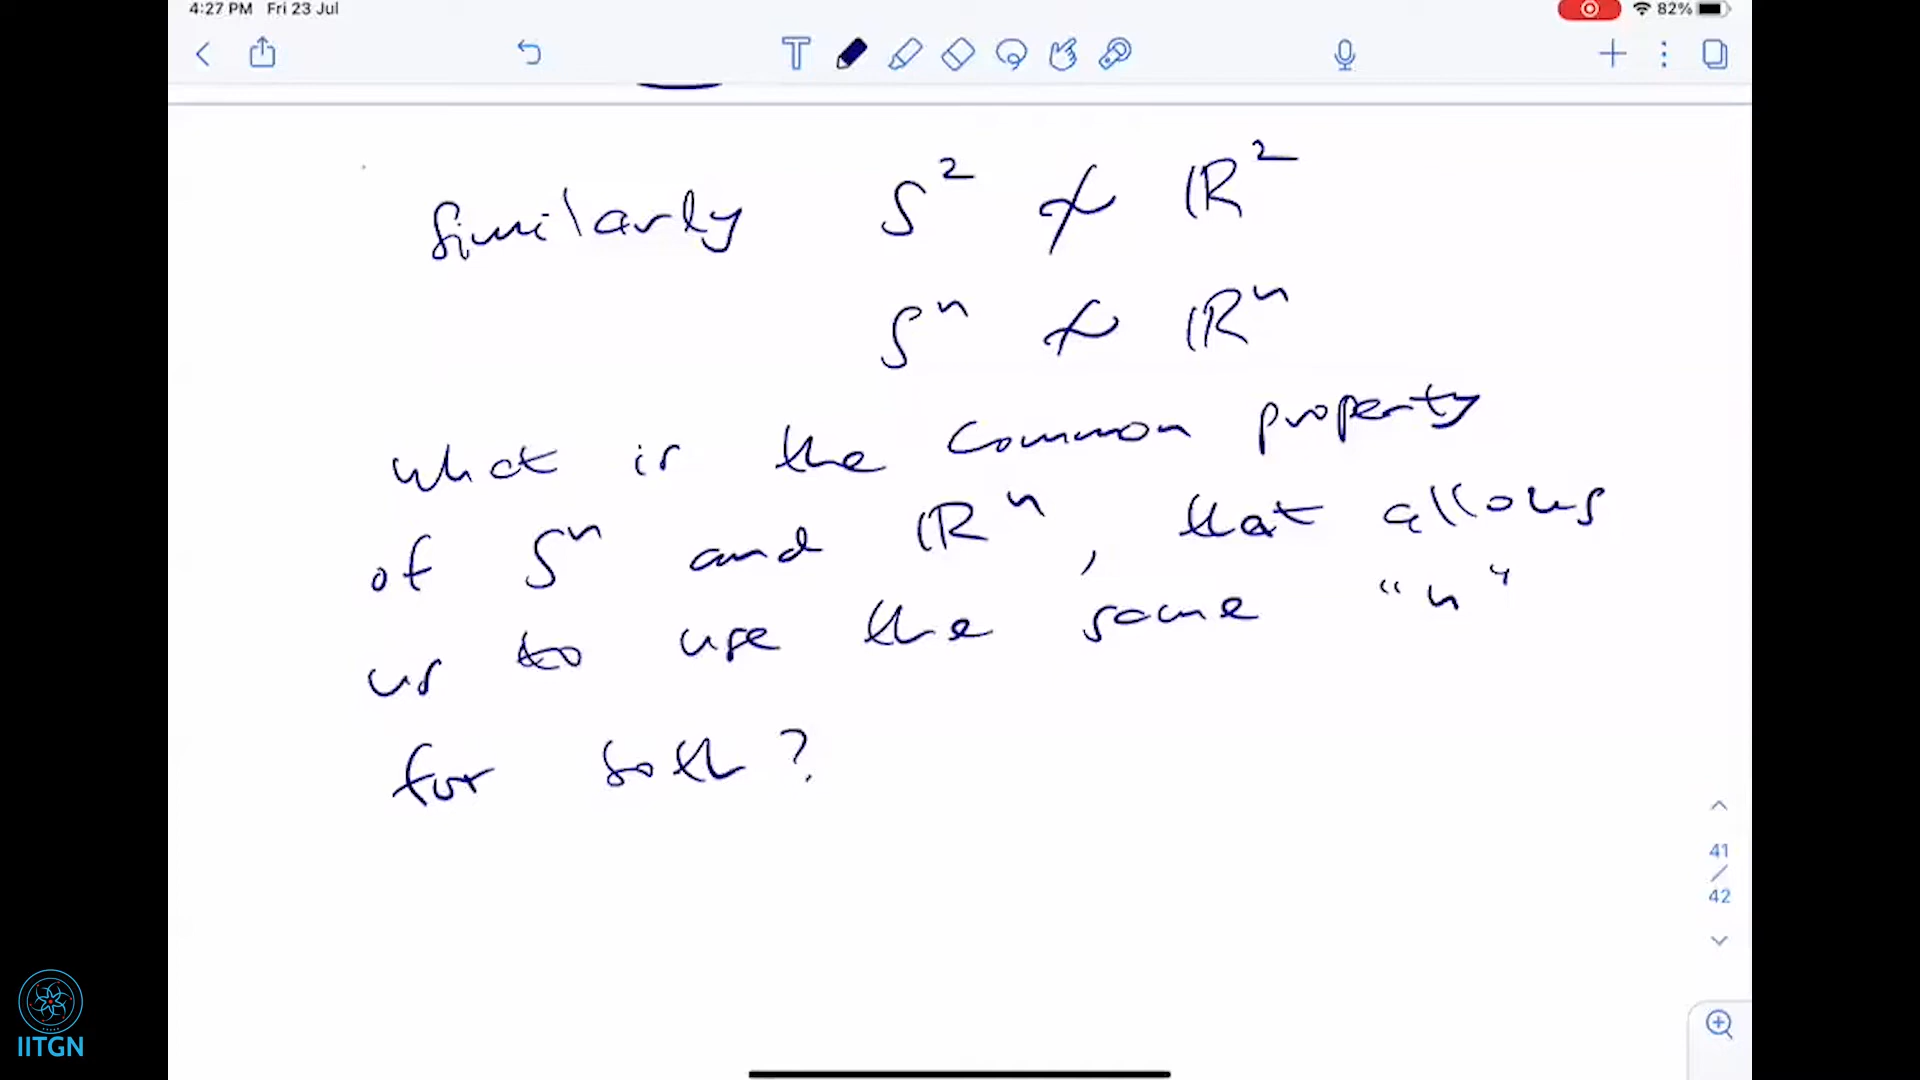 4:27 PM Fri 23 Jul
82%
Similarly S² ≁ ℝ²
Sⁿ ≁ ℝⁿ
What is the common property
of Sⁿ and ℝⁿ, that allows
us to use the same "n"
for both?
41
/
42
IITGN